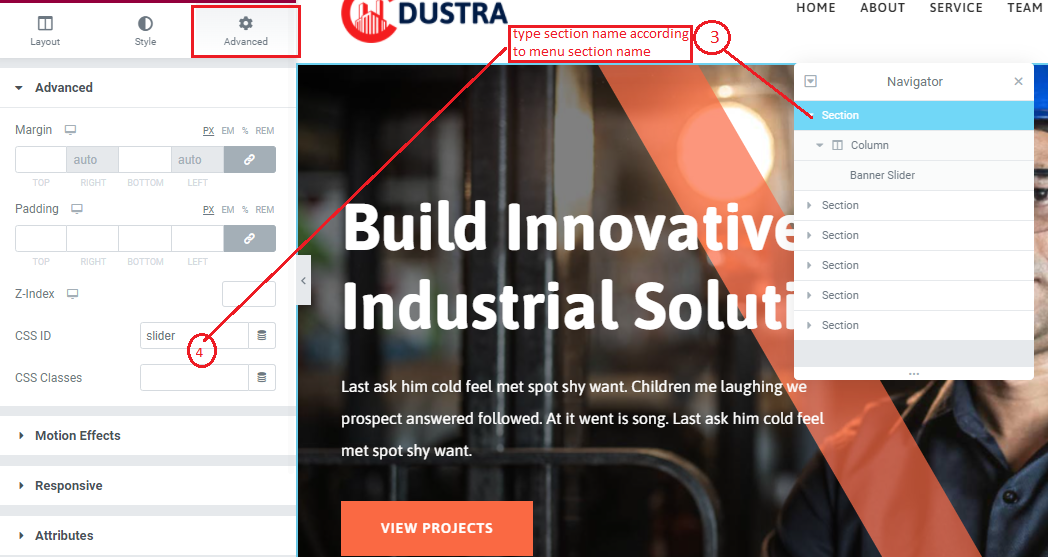 Layout
Style
Advanced
DUSTRA
HOME ABOUT SERVICE TEAM
type section name according
to menu section name
3
Advanced
Margin
PX EM % REM
auto auto
TOP RIGHT BOTTOM LEFT
Padding
PX EM % REM
TOP RIGHT BOTTOM LEFT
Z-Index
CSS ID
slider
4
CSS Classes
Motion Effects
Responsive
Attributes
Navigator
Section
Column
Banner Slider
Section
Section
Section
Section
Section
Build Innovative
Industrial Soluti
Last ask him cold feel met spot shy want. Children me laughing we
prospect answered followed. At it went is song. Last ask him cold feel
met spot shy want.
VIEW PROJECTS